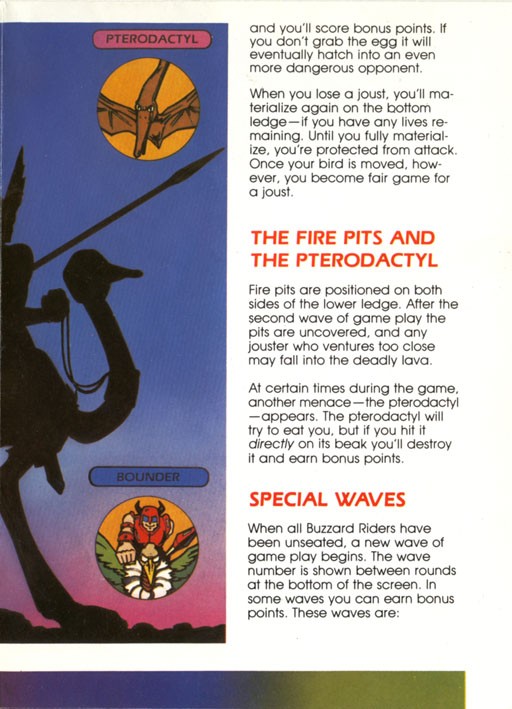 PTERODACTYL
BOUNDER
and you'll score bonus points. If
you don't grab the egg it will
eventually hatch into an even
more dangerous opponent.
When you lose a joust, you'll ma-
terialize again on the bottom
ledge—if you have any lives re-
maining. Until you fully material-
ize, you're protected from attack.
Once your bird is moved, how-
ever, you become fair game for
a joust.
THE FIRE PITS AND
THE PTERODACTYL
Fire pits are positioned on both
sides of the lower ledge. After the
second wave of game play the
pits are uncovered, and any
jouster who ventures too close
may fall into the deadly lava.
At certain times during the game,
another menace—the pterodactyl
—appears. The pterodactyl will
try to eat you, but if you hit it
directly on its beak you'll destroy
it and earn bonus points.
SPECIAL WAVES
When all Buzzard Riders have
been unseated, a new wave of
game play begins. The wave
number is shown between rounds
at the bottom of the screen. In
some waves you can earn bonus
points. These waves are: